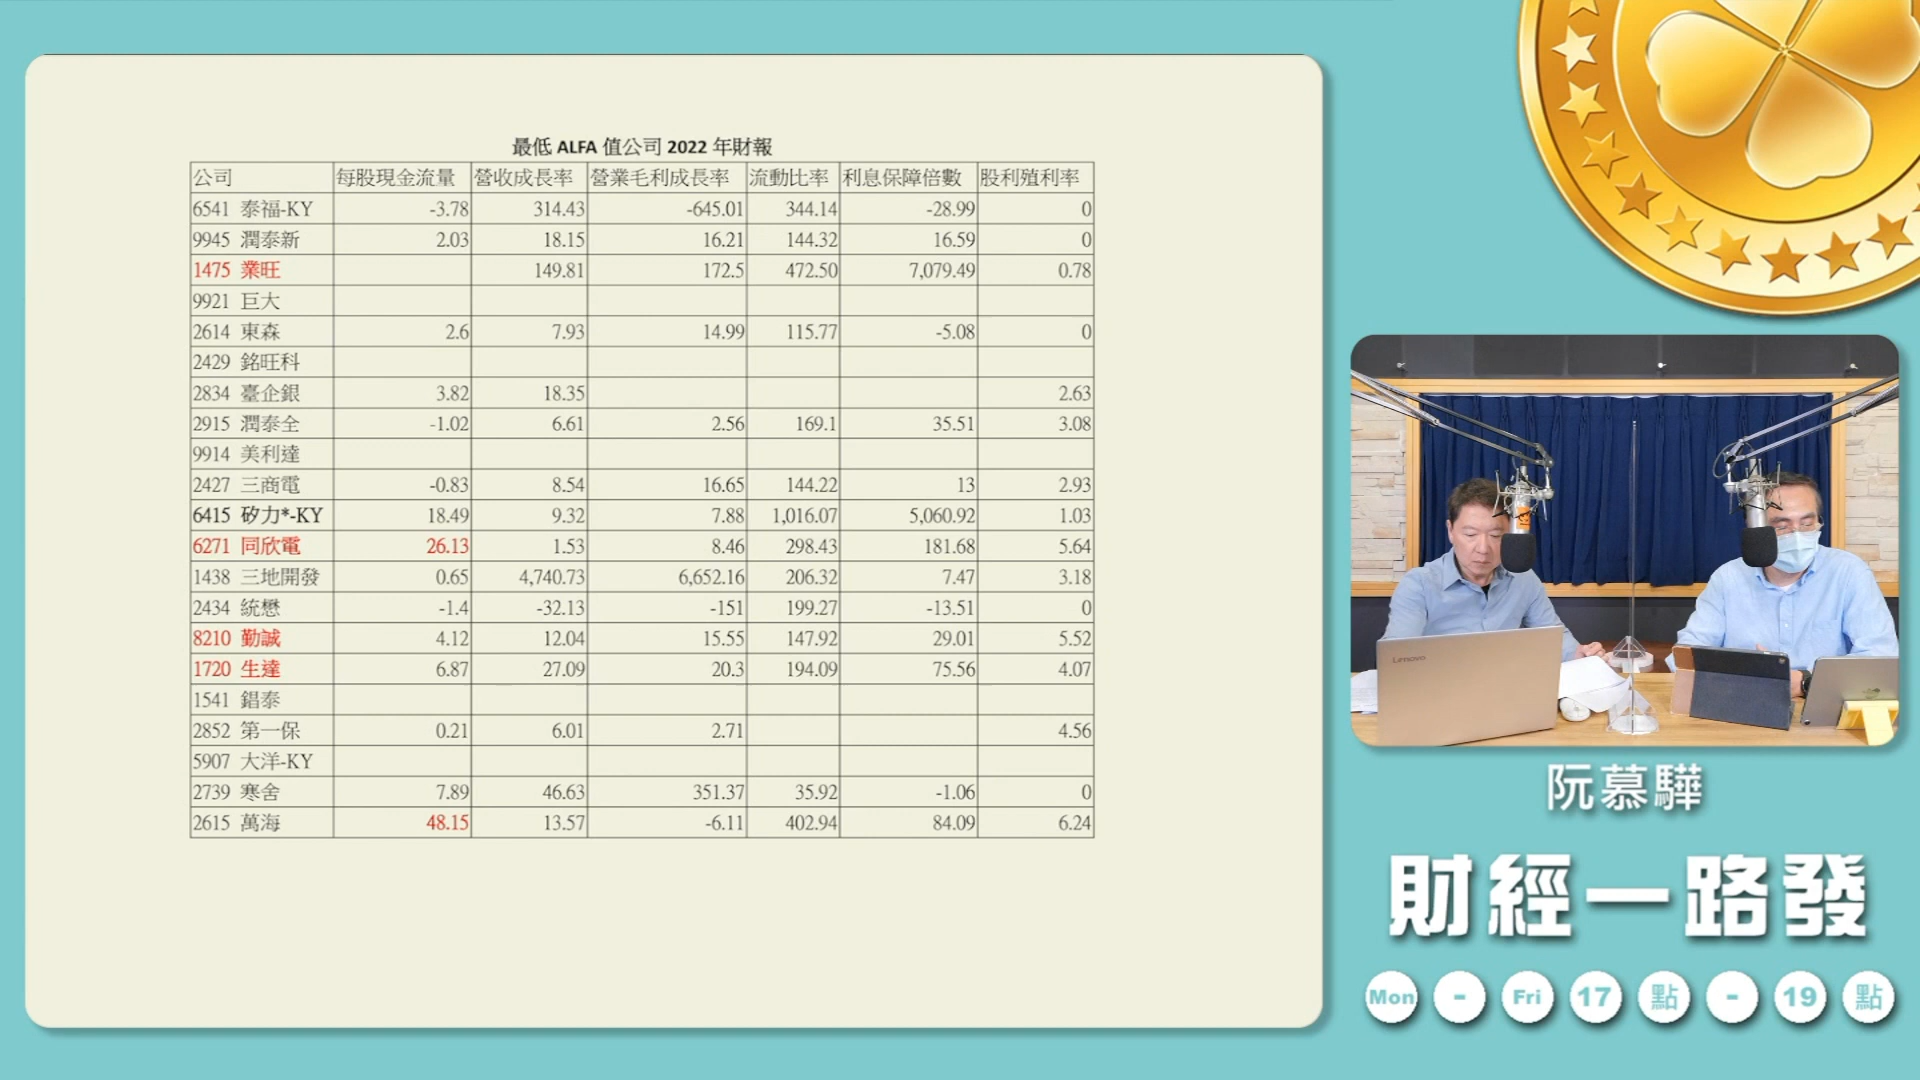 最低 ALFA 值公司 2022 年財報
公司 每股現金流量 營收成長率 營業毛利成長率 流動比率 利息保障倍數 股利殖利率
6541 泰福-KY -3.78 314.43 -645.01 344.14 -28.99 0
9945 潤泰新 2.03 18.15 16.21 144.32 16.59 0
1475 業旺 149.81 172.5 472.50 7,079.49 0.78
9921 巨大
2614 東森 2.6 7.93 14.99 115.77 -5.08 0
2429 銘旺科
2834 臺企銀 3.82 18.35 2.63
2915 潤泰全 -1.02 6.61 2.56 169.1 35.51 3.08
9914 美利達
2427 三商電 -0.83 8.54 16.65 144.22 13 2.93
6415 矽力*-KY 18.49 9.32 7.88 1,016.07 5,060.92 1.03
6271 同欣電 26.13 1.53 8.46 298.43 181.68 5.64
1438 三地開發 0.65 4,740.73 6,652.16 206.32 7.47 3.18
2434 統懋 -1.4 -32.13 -151 199.27 -13.51 0
8210 勤誠 4.12 12.04 15.55 147.92 29.01 5.52
1720 生達 6.87 27.09 20.3 194.09 75.56 4.07
1541 錩泰
2852 第一保 0.21 6.01 2.71 4.56
5907 大洋-KY
2739 寒舍 7.89 46.63 351.37 35.92 -1.06 0
2615 萬海 48.15 13.57 -6.11 402.94 84.09 6.24
Lenovo
阮慕驊
財經一路發
Mon - Fri 17 點 - 19 點